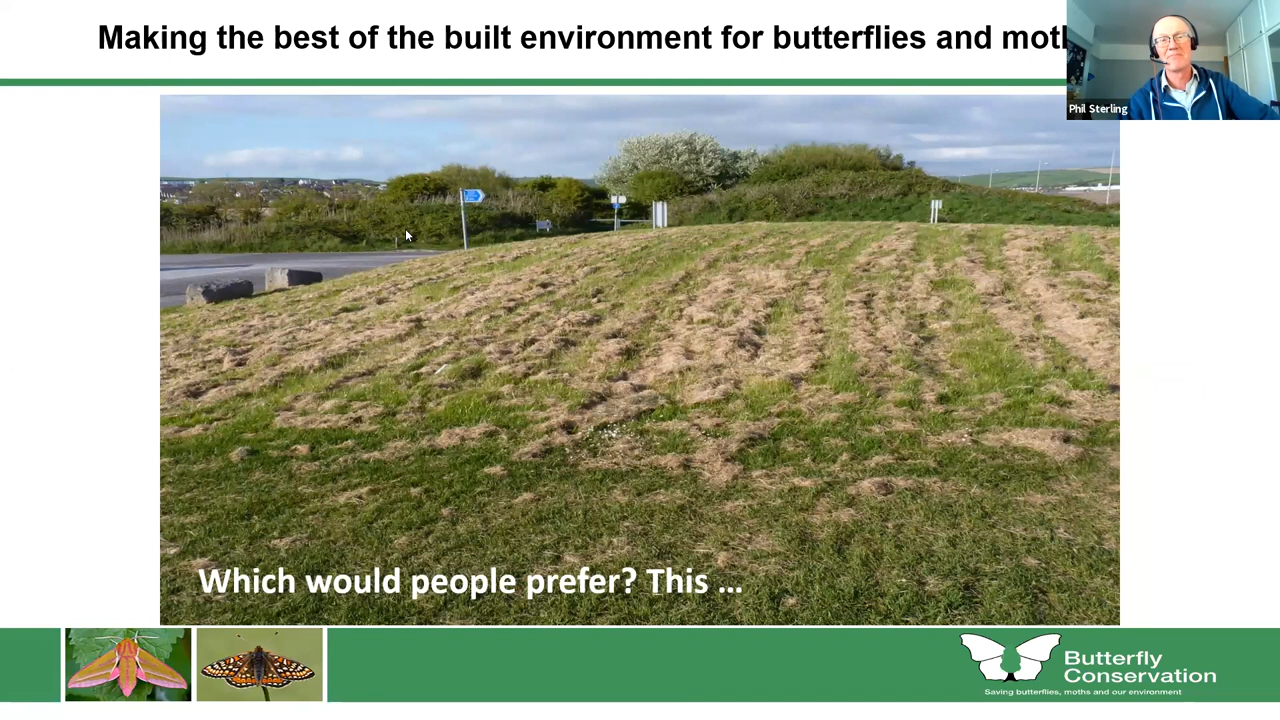 Making the best of the built environment for butterflies and moth
Phil Sterling
Which would people prefer? This ...
Butterfly
Conservation
Saving butterflies, moths and our environment